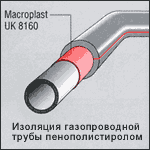 Macroplast
UK 8160
Изоляция газопроводной
трубы пенополистиролом